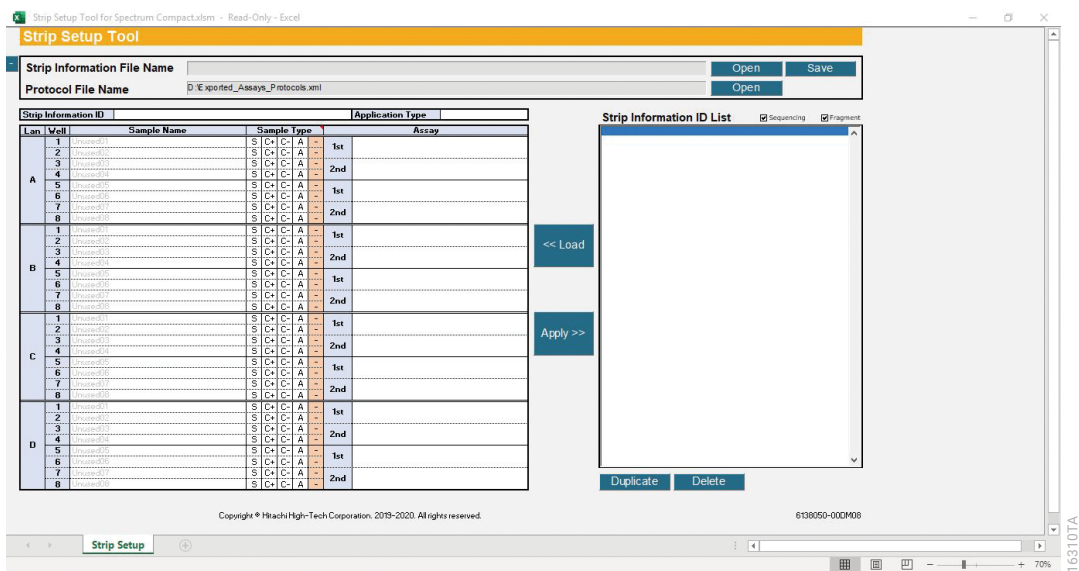 Strip Setup Tool for Spectrum Compact.xlsm - Read-Only - Excel
Strip Setup Tool
Strip Information File Name Open Save
Protocol File Name D:\Exported_Assays_Protocols.xml Open
Strip Information ID Application Type
Strip Information ID List Sequencing Fragment
Lan Well Sample Name Sample Type Assay
A
1 Unused01 S C+ C- A - 1st
2 Unused02 S C+ C- A -
3 Unused03 S C+ C- A - 2nd
4 Unused04 S C+ C- A -
5 Unused05 S C+ C- A - 1st
6 Unused06 S C+ C- A -
7 Unused07 S C+ C- A - 2nd
8 Unused08 S C+ C- A -
B
1 Unused01 S C+ C- A - 1st
2 Unused02 S C+ C- A -
3 Unused03 S C+ C- A - 2nd
4 Unused04 S C+ C- A -
5 Unused05 S C+ C- A - 1st
6 Unused06 S C+ C- A -
7 Unused07 S C+ C- A - 2nd
8 Unused08 S C+ C- A -
C
1 Unused01 S C+ C- A - 1st
2 Unused02 S C+ C- A -
3 Unused03 S C+ C- A - 2nd
4 Unused04 S C+ C- A -
5 Unused05 S C+ C- A - 1st
6 Unused06 S C+ C- A -
7 Unused07 S C+ C- A - 2nd
8 Unused08 S C+ C- A -
D
1 Unused01 S C+ C- A - 1st
2 Unused02 S C+ C- A -
3 Unused03 S C+ C- A - 2nd
4 Unused04 S C+ C- A -
5 Unused05 S C+ C- A - 1st
6 Unused06 S C+ C- A -
7 Unused07 S C+ C- A - 2nd
8 Unused08 S C+ C- A -
<< Load
Apply >>
Duplicate Delete
Copyright © Hitachi High-Tech Corporation. 2019-2020. All rights reserved. 6138050-00DM08
Strip Setup
70%
16310TA